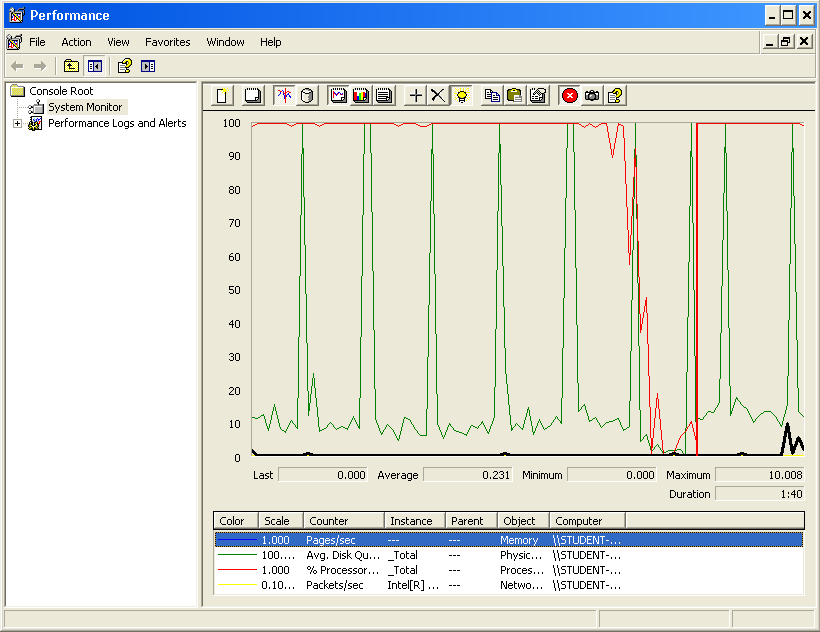 Performance
File Action View Favorites Window Help
Console Root
System Monitor
Performance Logs and Alerts
100
90
80
70
60
50
40
30
20
10
0
Last 0.000 Average 0.231 Minimum 0.000 Maximum 10.008
Duration 1:40
Color Scale Counter Instance Parent Object Computer
1.000 Pages/sec --- --- Memory \\STUDENT-...
100.... Avg. Disk Qu... _Total --- Physic... \\STUDENT-...
1.000 % Processor... _Total --- Proces... \\STUDENT-...
0.10... Packets/sec Intel[R] ... --- Netwo... \\STUDENT-...